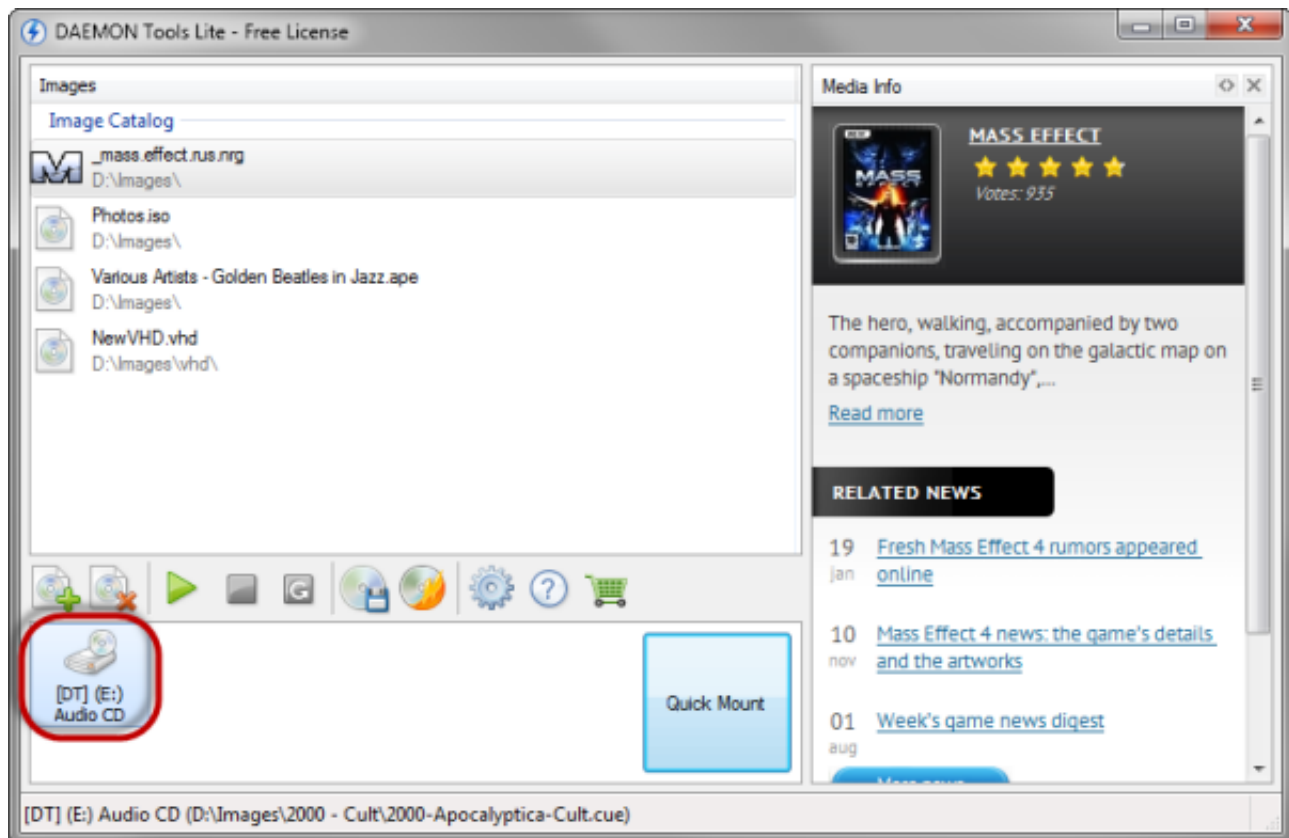 DAEMON Tools Lite - Free License
Images
Image Catalog
_mass.effect.rus.nrg
D:\Images\
Photos.iso
D:\Images\
Various Artists - Golden Beatles in Jazz.ape
D:\Images\
NewVHD.vhd
D:\Images\vhd\
[DT] (E:)
Audio CD
Quick Mount
Media Info
MASS EFFECT
Votes: 935
MASS
EFFECT
The hero, walking, accompanied by two
companions, traveling on the galactic map on
a spaceship "Normandy",...
Read more
RELATED NEWS
19 Fresh Mass Effect 4 rumors appeared
jan online
10 Mass Effect 4 news: the game's details
nov and the artworks
01 Week's game news digest
aug
More news
[DT] (E:) Audio CD (D:\Images\2000 - Cult\2000-Apocalyptica-Cult.cue)